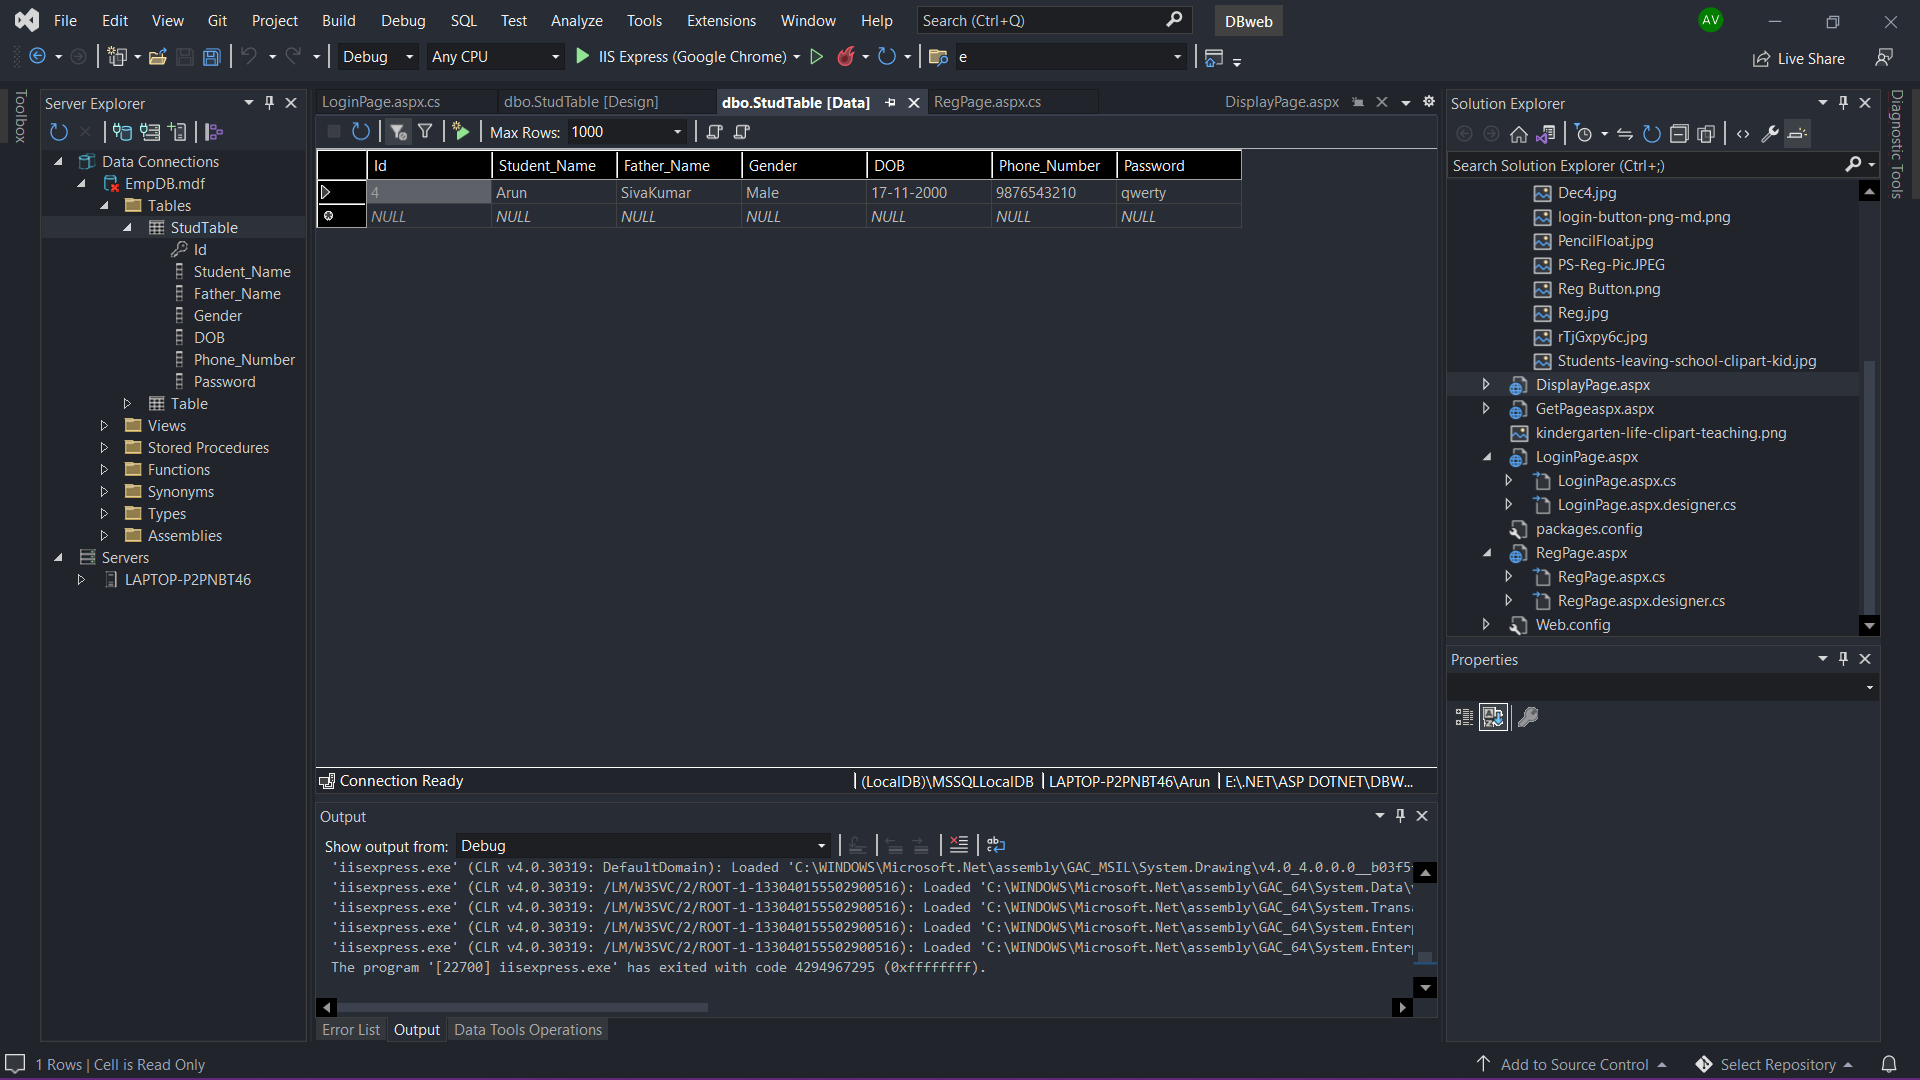 File Edit View Git Project Build Debug SQL Test Analyze Tools Extensions Window Help Search (Ctrl+Q) DBweb AV
Debug Any CPU IIS Express (Google Chrome) e Live Share
Toolbox
Server Explorer
Data Connections
EmpDB.mdf
Tables
StudTable
Id
Student_Name
Father_Name
Gender
DOB
Phone_Number
Password
Table
Views
Stored Procedures
Functions
Synonyms
Types
Assemblies
Servers
LAPTOP-P2PNBT46
LoginPage.aspx.cs dbo.StudTable [Design] dbo.StudTable [Data] RegPage.aspx.cs DisplayPage.aspx
Max Rows: 1000
Id Student_Name Father_Name Gender DOB Phone_Number Password
4 Arun SivaKumar Male 17-11-2000 9876543210 qwerty
NULL NULL NULL NULL NULL NULL NULL
Connection Ready (LocalDB)\MSSQLLocalDB LAPTOP-P2PNBT46\Arun E:\.NET\ASP DOTNET\DBW...
Output
Show output from: Debug
'iisexpress.exe' (CLR v4.0.30319: DefaultDomain): Loaded 'C:\WINDOWS\Microsoft.Net\assembly\GAC_MSIL\System.Drawing\v4.0_4.0.0.0__b03f5
'iisexpress.exe' (CLR v4.0.30319: /LM/W3SVC/2/ROOT-1-133040155502900516): Loaded 'C:\WINDOWS\Microsoft.Net\assembly\GAC_64\System.Data\
'iisexpress.exe' (CLR v4.0.30319: /LM/W3SVC/2/ROOT-1-133040155502900516): Loaded 'C:\WINDOWS\Microsoft.Net\assembly\GAC_64\System.Trans
'iisexpress.exe' (CLR v4.0.30319: /LM/W3SVC/2/ROOT-1-133040155502900516): Loaded 'C:\WINDOWS\Microsoft.Net\assembly\GAC_64\System.Enter
'iisexpress.exe' (CLR v4.0.30319: /LM/W3SVC/2/ROOT-1-133040155502900516): Loaded 'C:\WINDOWS\Microsoft.Net\assembly\GAC_64\System.Enter
The program '[22700] iisexpress.exe' has exited with code 4294967295 (0xffffffff).
Error List Output Data Tools Operations
Solution Explorer
Search Solution Explorer (Ctrl+;)
Dec4.jpg
login-button-png-md.png
PencilFloat.jpg
PS-Reg-Pic.JPEG
Reg Button.png
Reg.jpg
rTjGxpy6c.jpg
Students-leaving-school-clipart-kid.jpg
DisplayPage.aspx
GetPageaspx.aspx
kindergarten-life-clipart-teaching.png
LoginPage.aspx
LoginPage.aspx.cs
LoginPage.aspx.designer.cs
packages.config
RegPage.aspx
RegPage.aspx.cs
RegPage.aspx.designer.cs
Web.config
Properties
Diagnostic Tools
1 Rows | Cell is Read Only Add to Source Control Select Repository